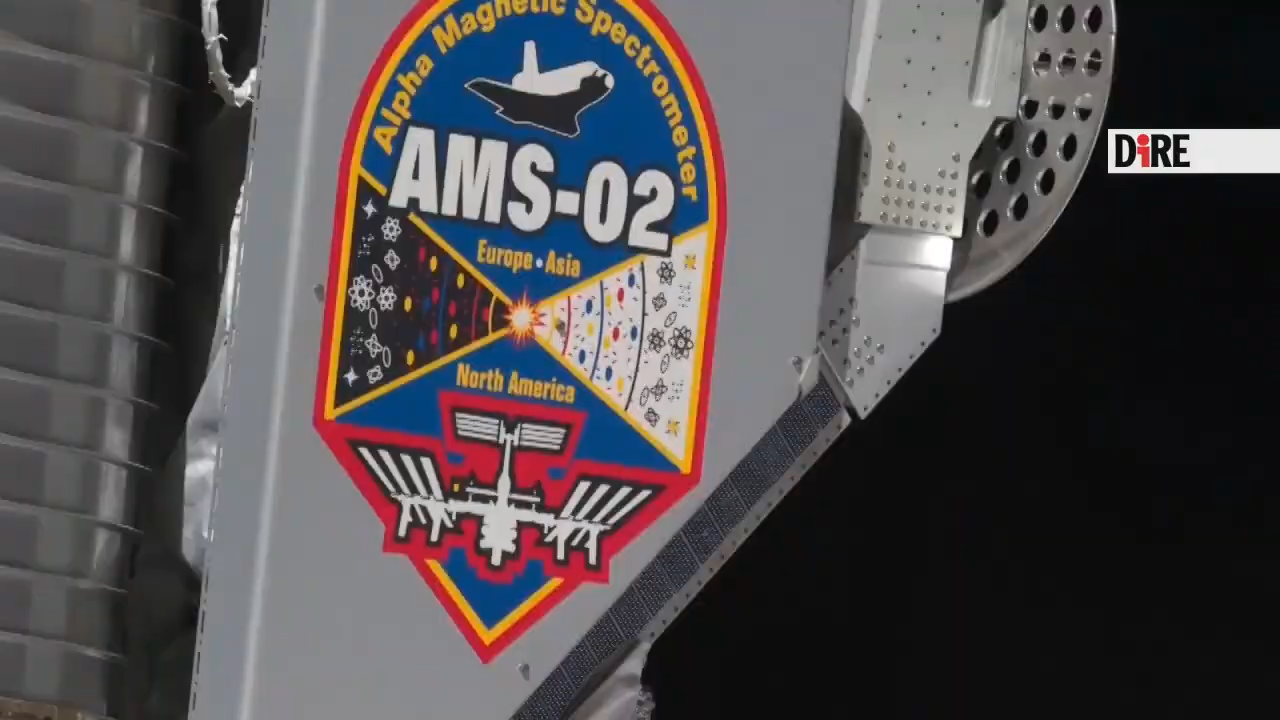 Alpha Magnetic Spectrometer
AMS-02
Europe • Asia
North America
DiRE